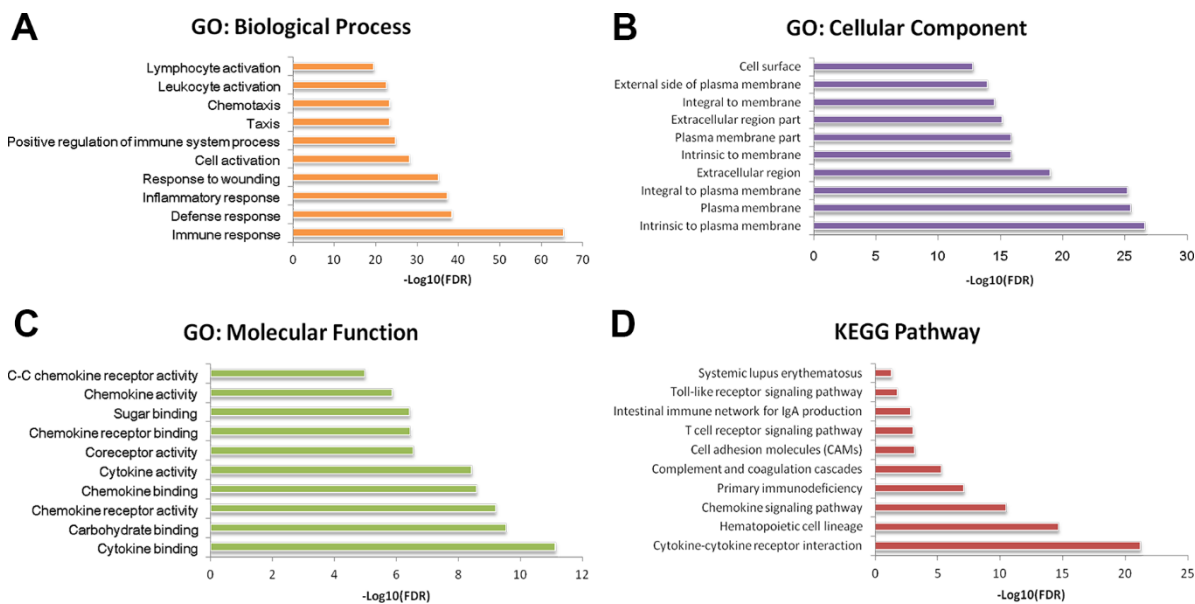 A
GO: Biological Process
Lymphocyte activation
Leukocyte activation
Chemotaxis
Taxis
Positive regulation of immune system process
Cell activation
Response to wounding
Inflammatory response
Defense response
Immune response
0 10 20 30 40 50 60 70
-Log10(FDR)
B
GO: Cellular Component
Cell surface
External side of plasma membrane
Integral to membrane
Extracellular region part
Plasma membrane part
Intrinsic to membrane
Extracellular region
Integral to plasma membrane
Plasma membrane
Intrinsic to plasma membrane
0 5 10 15 20 25 30
-Log10(FDR)
C
GO: Molecular Function
C-C chemokine receptor activity
Chemokine activity
Sugar binding
Chemokine receptor binding
Coreceptor activity
Cytokine activity
Chemokine binding
Chemokine receptor activity
Carbohydrate binding
Cytokine binding
0 2 4 6 8 10 12
-Log10(FDR)
D
KEGG Pathway
Systemic lupus erythematosus
Toll-like receptor signaling pathway
Intestinal immune network for IgA production
T cell receptor signaling pathway
Cell adhesion molecules (CAMs)
Complement and coagulation cascades
Primary immunodeficiency
Chemokine signaling pathway
Hematopoietic cell lineage
Cytokine-cytokine receptor interaction
0 5 10 15 20 25
-Log10(FDR)